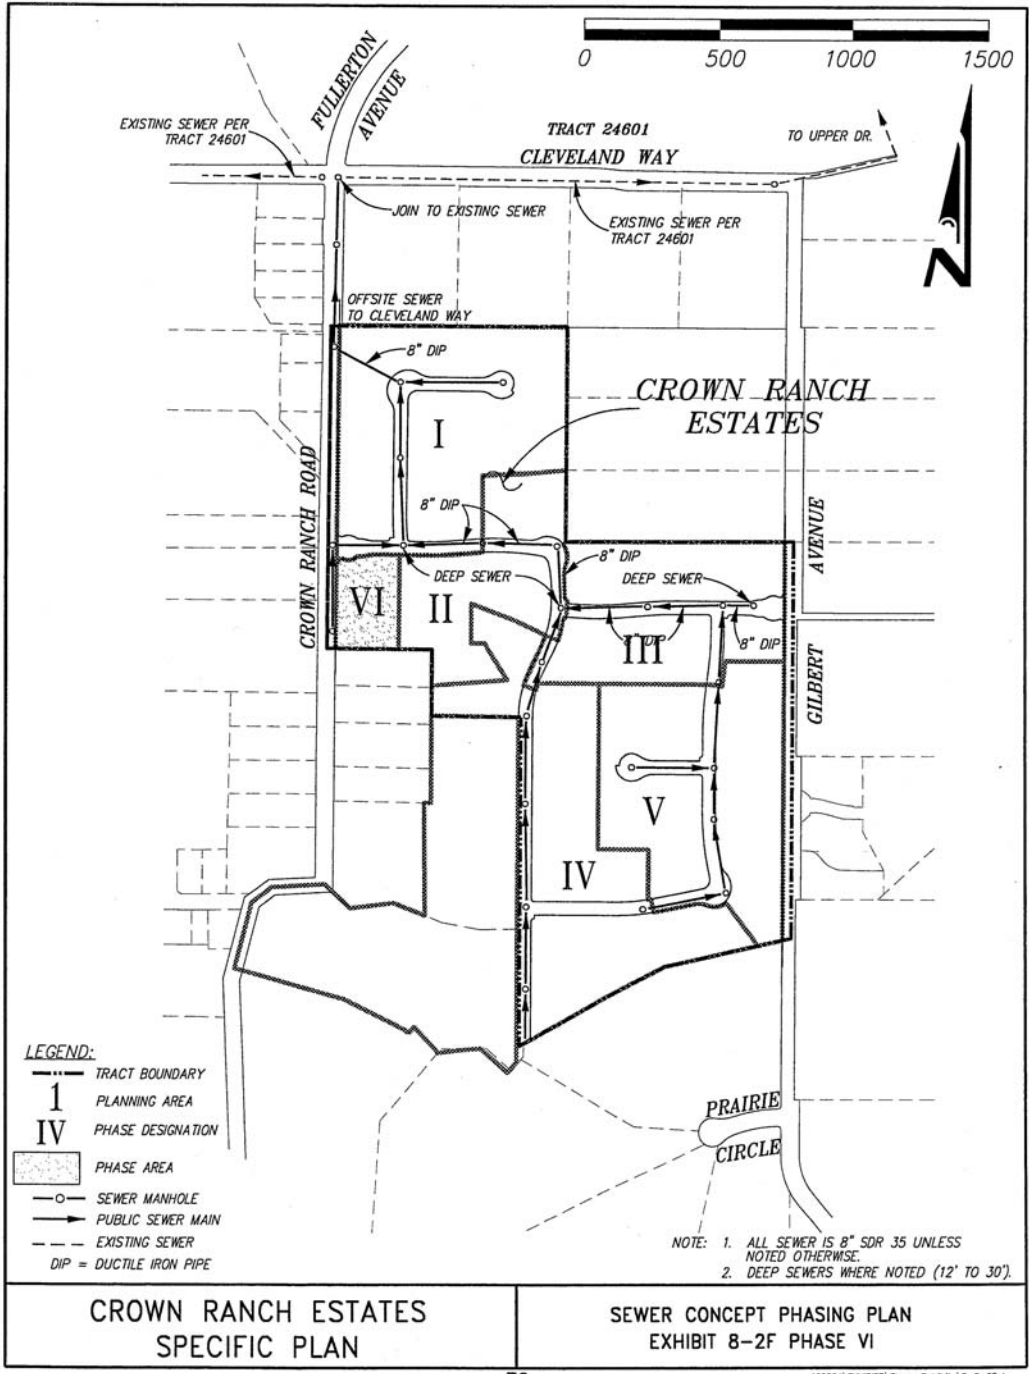 0 500 1000 1500
FULLERTON
AVENUE
EXISTING SEWER PER
TRACT 24601
TRACT 24601
CLEVELAND WAY
TO UPPER DR.
JOIN TO EXISTING SEWER
EXISTING SEWER PER
TRACT 24601
N
OFFSITE SEWER
TO CLEVELAND WAY
8" DIP
CROWN RANCH
ESTATES
I
CROWN RANCH ROAD
8" DIP
8" DIP
AVENUE
DEEP SEWER
DEEP SEWER
VI
II
8" DIP
III
8" DIP
GILBERT
V
IV
LEGEND:
TRACT BOUNDARY
1 PLANNING AREA
IV PHASE DESIGNATION
PHASE AREA
SEWER MANHOLE
PUBLIC SEWER MAIN
EXISTING SEWER
DIP = DUCTILE IRON PIPE
PRAIRIE
CIRCLE
NOTE: 1. ALL SEWER IS 8" SDR 35 UNLESS
NOTED OTHERWISE.
2. DEEP SEWERS WHERE NOTED (12' TO 30').
CROWN RANCH ESTATES
SPECIFIC PLAN
SEWER CONCEPT PHASING PLAN
EXHIBIT 8-2F PHASE VI